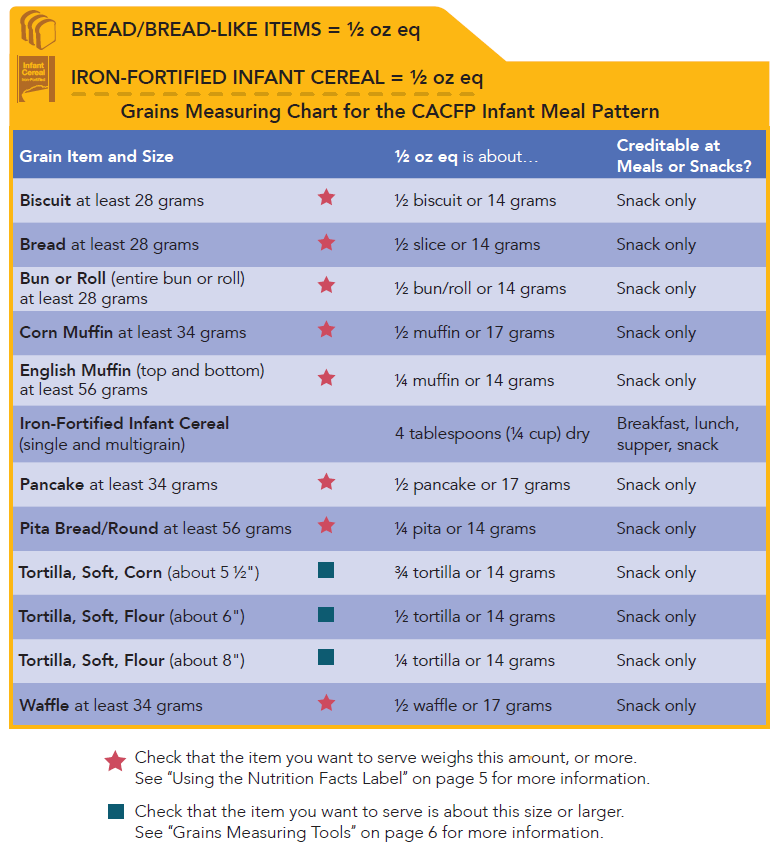 BREAD/BREAD-LIKE ITEMS = ½ oz eq
Infant
Cereal
Iron-Fortified
IRON-FORTIFIED INFANT CEREAL = ½ oz eq
Grains Measuring Chart for the CACFP Infant Meal Pattern
Grain Item and Size ½ oz eq is about… Creditable at
Meals or Snacks?
Biscuit at least 28 grams ½ biscuit or 14 grams Snack only
Bread at least 28 grams ½ slice or 14 grams Snack only
Bun or Roll (entire bun or roll)
at least 28 grams ½ bun/roll or 14 grams Snack only
Corn Muffin at least 34 grams ½ muffin or 17 grams Snack only
English Muffin (top and bottom)
at least 56 grams ¼ muffin or 14 grams Snack only
Iron-Fortified Infant Cereal
(single and multigrain) 4 tablespoons (¼ cup) dry Breakfast, lunch,
supper, snack
Pancake at least 34 grams ½ pancake or 17 grams Snack only
Pita Bread/Round at least 56 grams ¼ pita or 14 grams Snack only
Tortilla, Soft, Corn (about 5 ½") ¾ tortilla or 14 grams Snack only
Tortilla, Soft, Flour (about 6") ½ tortilla or 14 grams Snack only
Tortilla, Soft, Flour (about 8") ¼ tortilla or 14 grams Snack only
Waffle at least 34 grams ½ waffle or 17 grams Snack only
Check that the item you want to serve weighs this amount, or more.
See “Using the Nutrition Facts Label” on page 5 for more information.
Check that the item you want to serve is about this size or larger.
See “Grains Measuring Tools” on page 6 for more information.